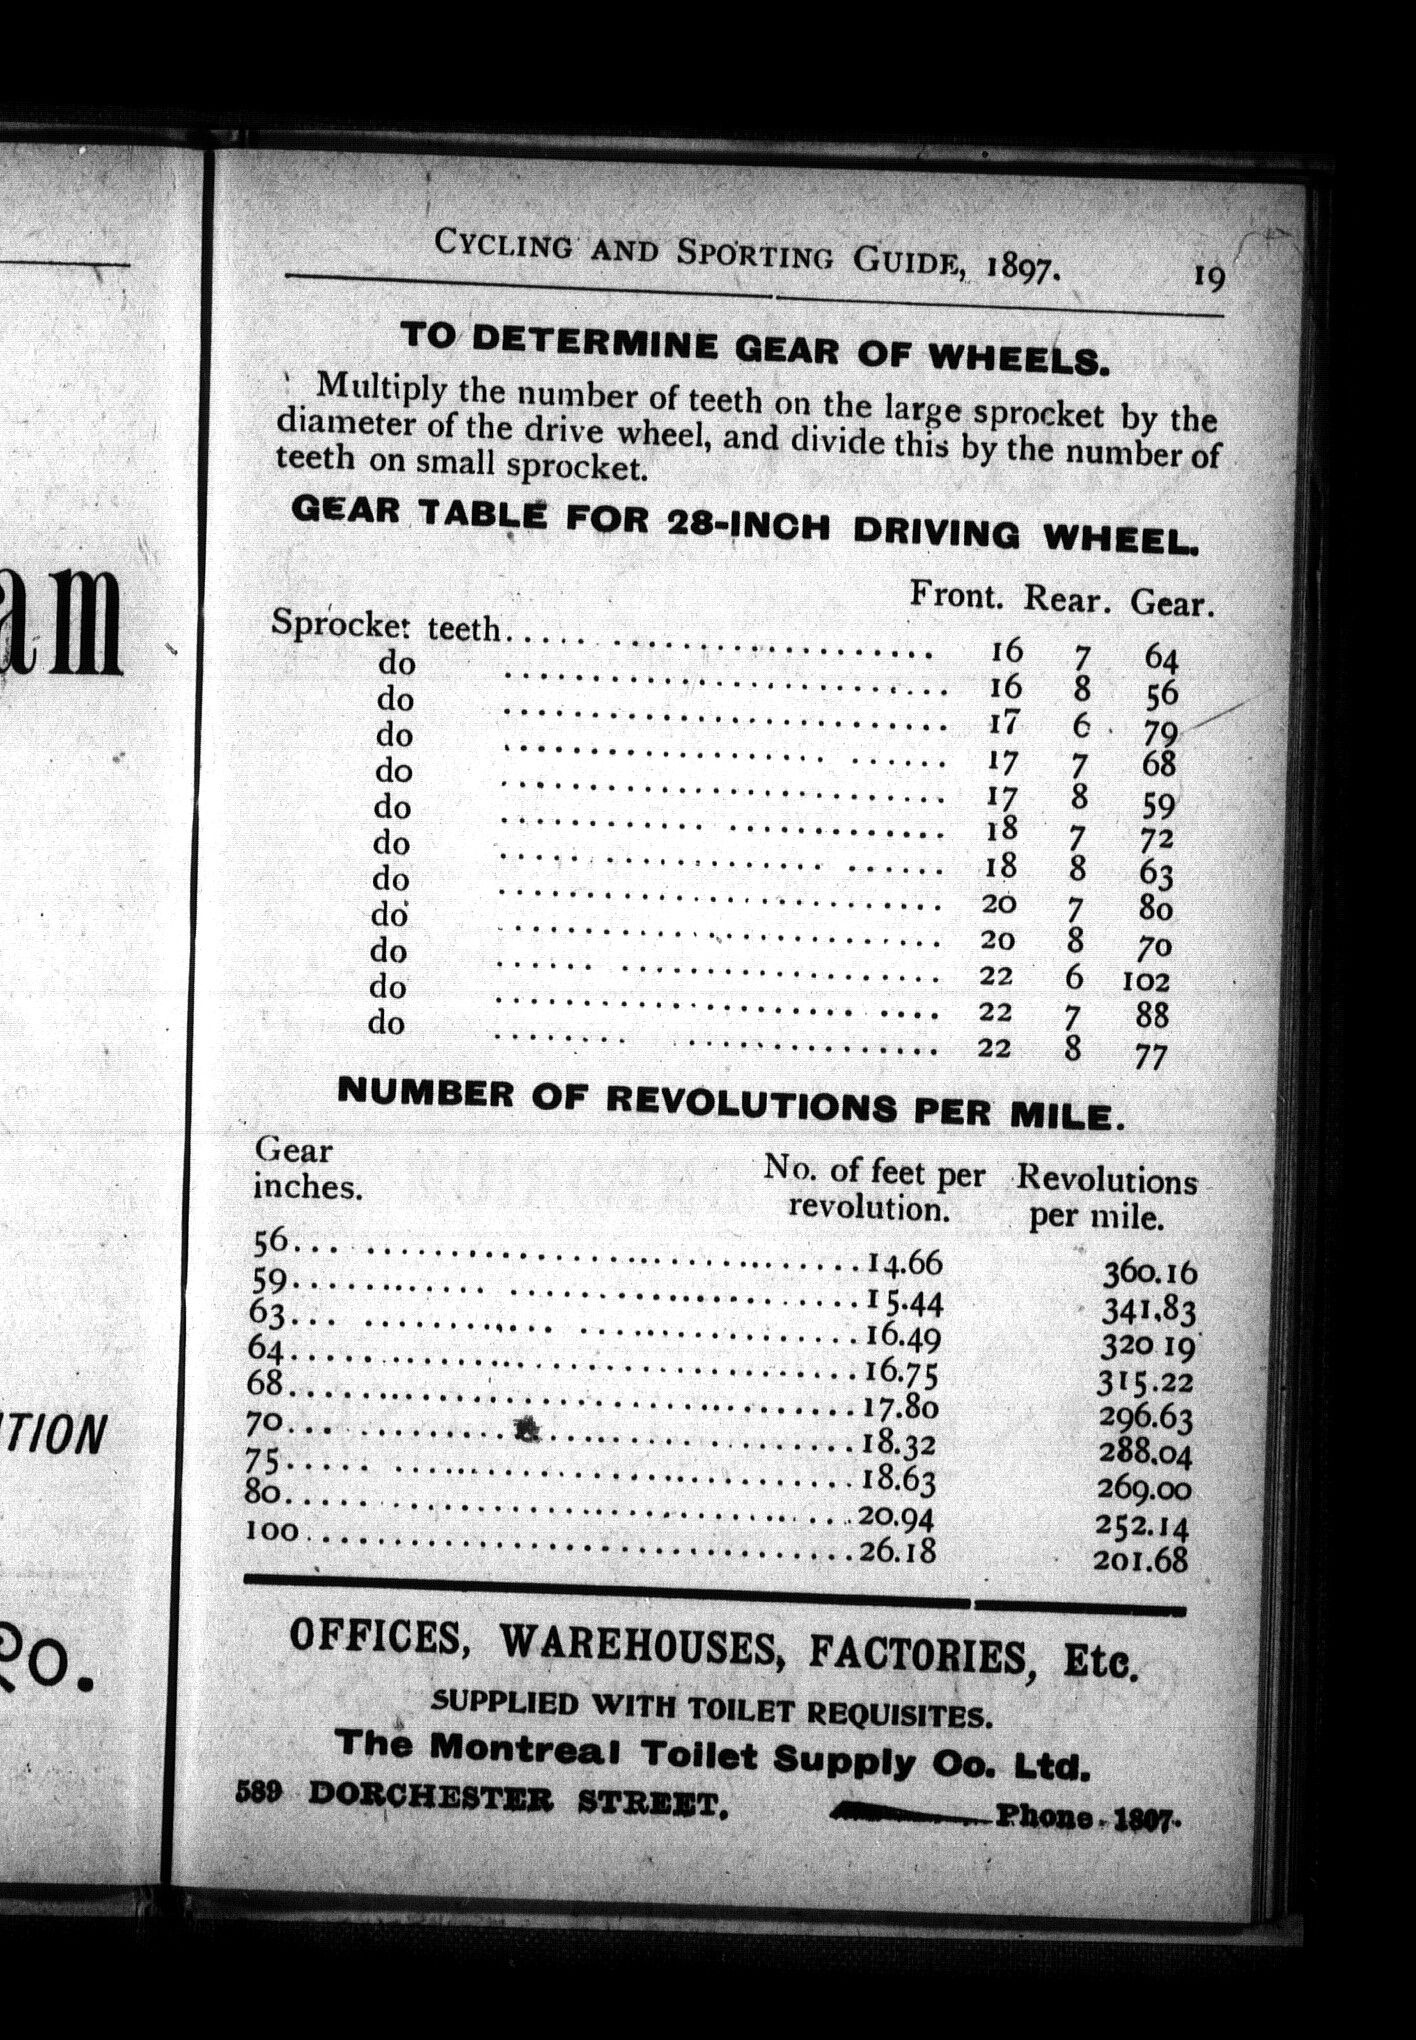 CYCLING AND SPORTING GUIDE, 1897. 19
TO DETERMINE GEAR OF WHEELS.
Multiply the number of teeth on the large sprocket by the
diameter of the drive wheel, and divide this by the number of
teeth on small sprocket.
GEAR TABLE FOR 28-INCH DRIVING WHEEL.
Front. Rear. Gear.
Sprocket teeth 16 7 64
do 16 8 56
do 17 6 79
do 17 7 68
do 17 8 59
do 18 7 72
do 18 8 63
do 20 7 80
do 20 8 70
do 22 6 102
do 22 7 88
do 22 8 77
NUMBER OF REVOLUTIONS PER MILE.
Gear No. of feet per Revolutions
inches. revolution. per mile.
56 14.66 360.16
59 15.44 341.83
63 16.49 320 19
64 16.75 315.22
68 17.80 296.63
70 18.32 288.04
75 18.63 269.00
80 20.94 252.14
100 26.18 201.68
OFFICES, WAREHOUSES, FACTORIES, Etc.
SUPPLIED WITH TOILET REQUISITES.
The Montreal Toilet Supply Co. Ltd.
589 DORCHESTER STREET. Phone 1807.
am
TION
Co.